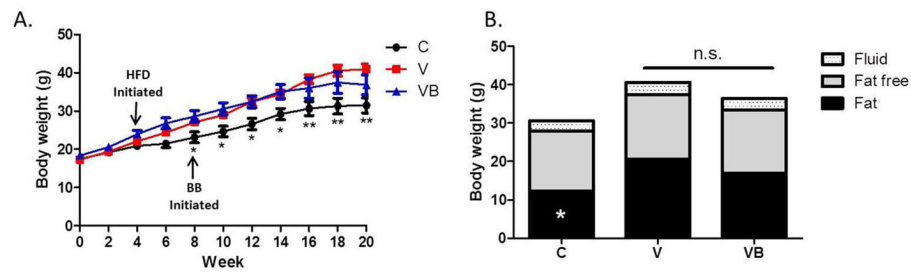 A.
Body weight (g)
50
40
30
20
10
0
HFD
Initiated
BB
Initiated
*
*
*
*
*
**
**
**
0 2 4 6 8 10 12 14 16 18 20
Week
C
V
VB
B.
Body weight (g)
50
40
30
20
10
0
n.s.
*
C V VB
Fluid
Fat free
Fat